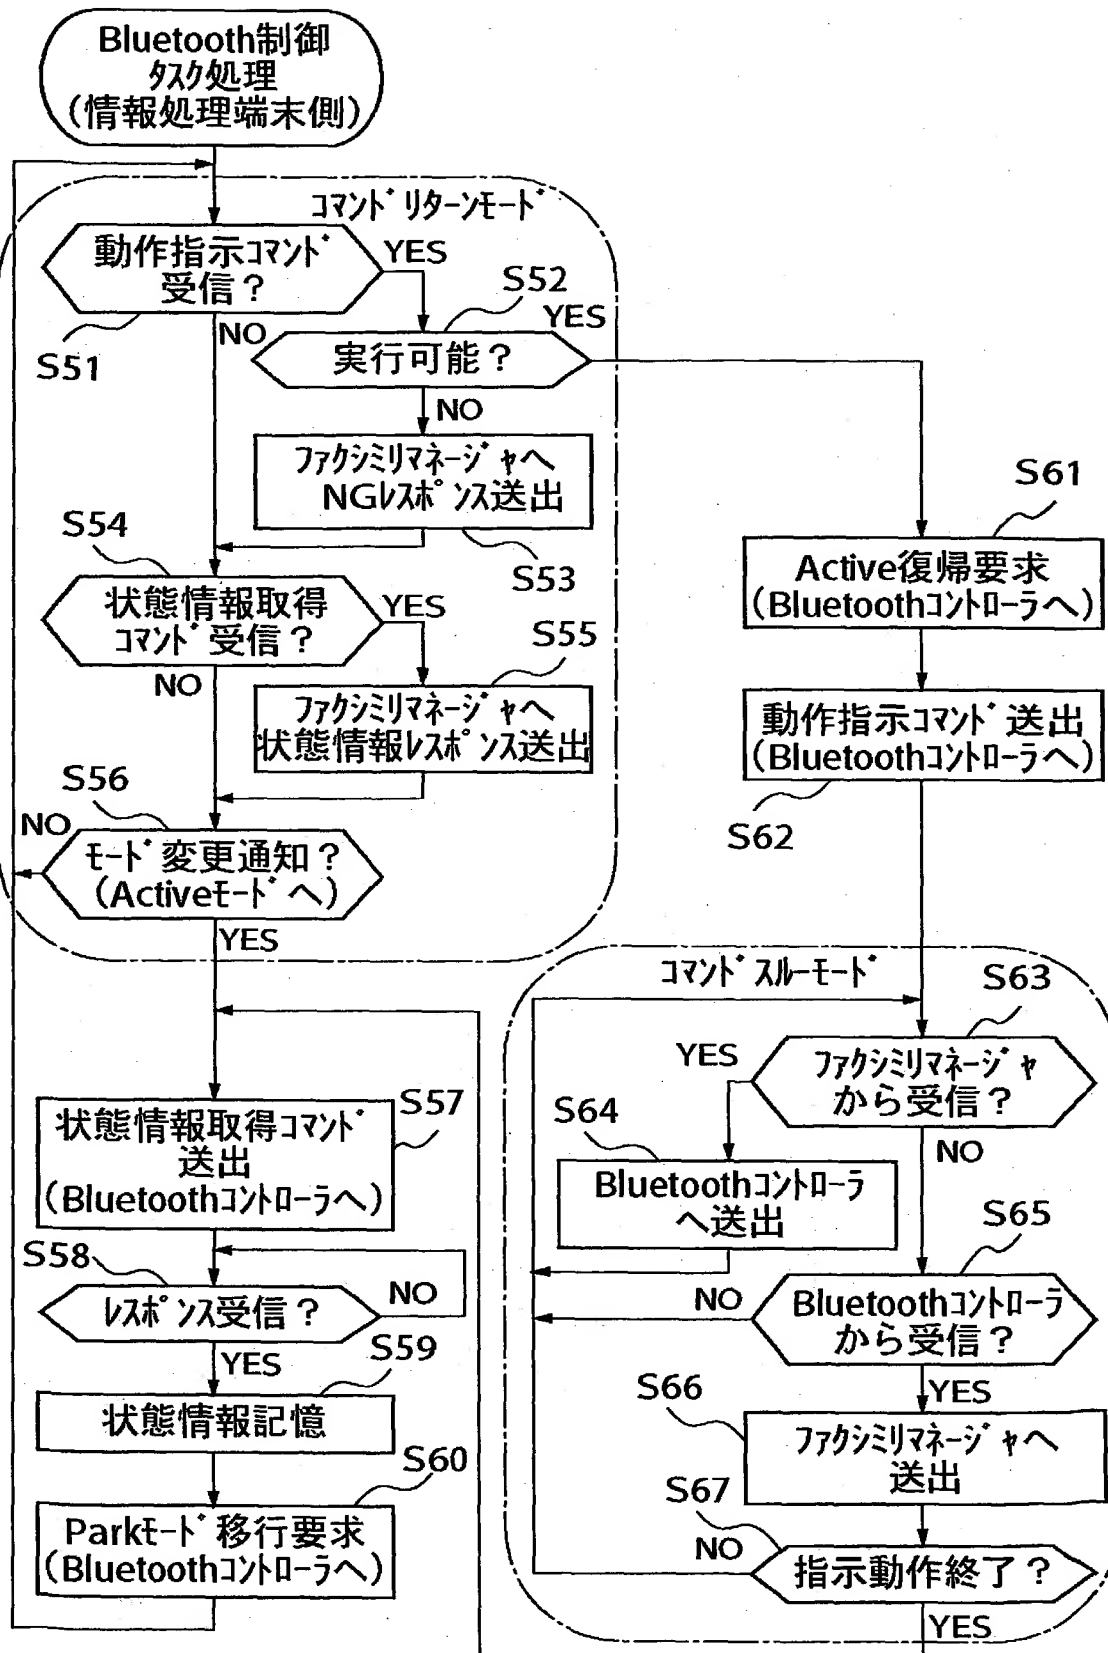 Bluetooth制御
ﾀｽｸ処理
(情報処理端末側)
ｺﾏﾝﾄﾞﾘﾀｰﾝﾓｰﾄﾞ
動作指示ｺﾏﾝﾄﾞ
受信？
YES
NO
S51
S52
YES
実行可能？
NO
ﾌｧｸｼﾐﾘﾏﾈｰｼﾞｬへ
NGﾚｽﾎﾟﾝｽ送出
S53
S54
状態情報取得
ｺﾏﾝﾄﾞ受信？
YES
NO
S55
ﾌｧｸｼﾐﾘﾏﾈｰｼﾞｬへ
状態情報ﾚｽﾎﾟﾝｽ送出
S56
NO
ﾓｰﾄﾞ変更通知？
(Activeﾓｰﾄﾞへ)
YES
S57
状態情報取得ｺﾏﾝﾄﾞ
送出
(Bluetoothｺﾝﾄﾛｰﾗへ)
S58
ﾚｽﾎﾟﾝｽ受信？
NO
YES
S59
状態情報記憶
S60
Parkﾓｰﾄﾞ移行要求
(Bluetoothｺﾝﾄﾛｰﾗへ)
S61
Active復帰要求
(Bluetoothｺﾝﾄﾛｰﾗへ)
動作指示ｺﾏﾝﾄﾞ送出
(Bluetoothｺﾝﾄﾛｰﾗへ)
S62
ｺﾏﾝﾄﾞｽﾙｰﾓｰﾄﾞ
S63
YES
ﾌｧｸｼﾐﾘﾏﾈｰｼﾞｬ
から受信？
NO
S64
Bluetoothｺﾝﾄﾛｰﾗ
へ送出
S65
NO
Bluetoothｺﾝﾄﾛｰﾗ
から受信？
YES
S66
ﾌｧｸｼﾐﾘﾏﾈｰｼﾞｬへ
送出
S67
NO
指示動作終了？
YES